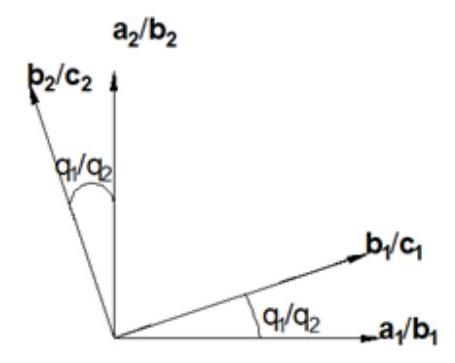 a₂/b₂
b₂/c₂
q₁/q₂
b₁/c₁
q₁/q₂
a₁/b₁